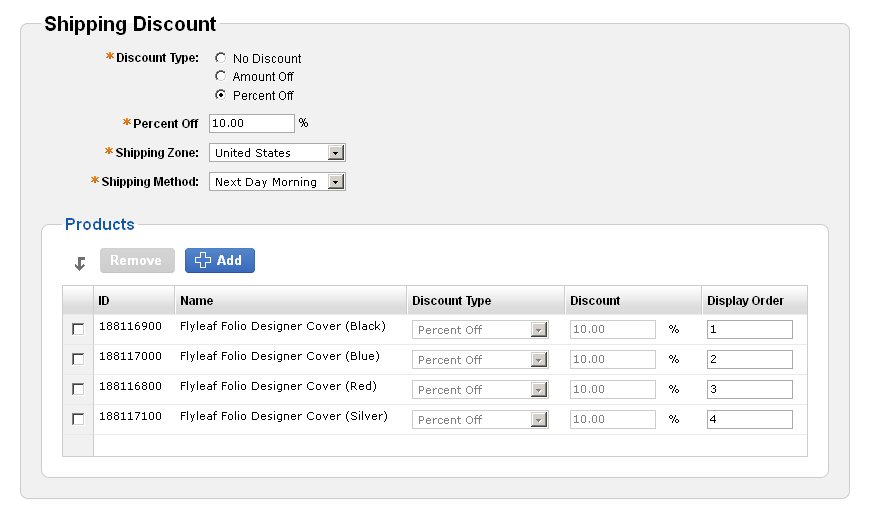 Shipping Discount
*Discount Type: No Discount
Amount Off
Percent Off
*Percent Off 10.00 %
*Shipping Zone: United States
*Shipping Method: Next Day Morning
Products
Remove Add
ID Name Discount Type Discount Display Order
188116900 Flyleaf Folio Designer Cover (Black) Percent Off 10.00 % 1
188117000 Flyleaf Folio Designer Cover (Blue) Percent Off 10.00 % 2
188116800 Flyleaf Folio Designer Cover (Red) Percent Off 10.00 % 3
188117100 Flyleaf Folio Designer Cover (Silver) Percent Off 10.00 % 4